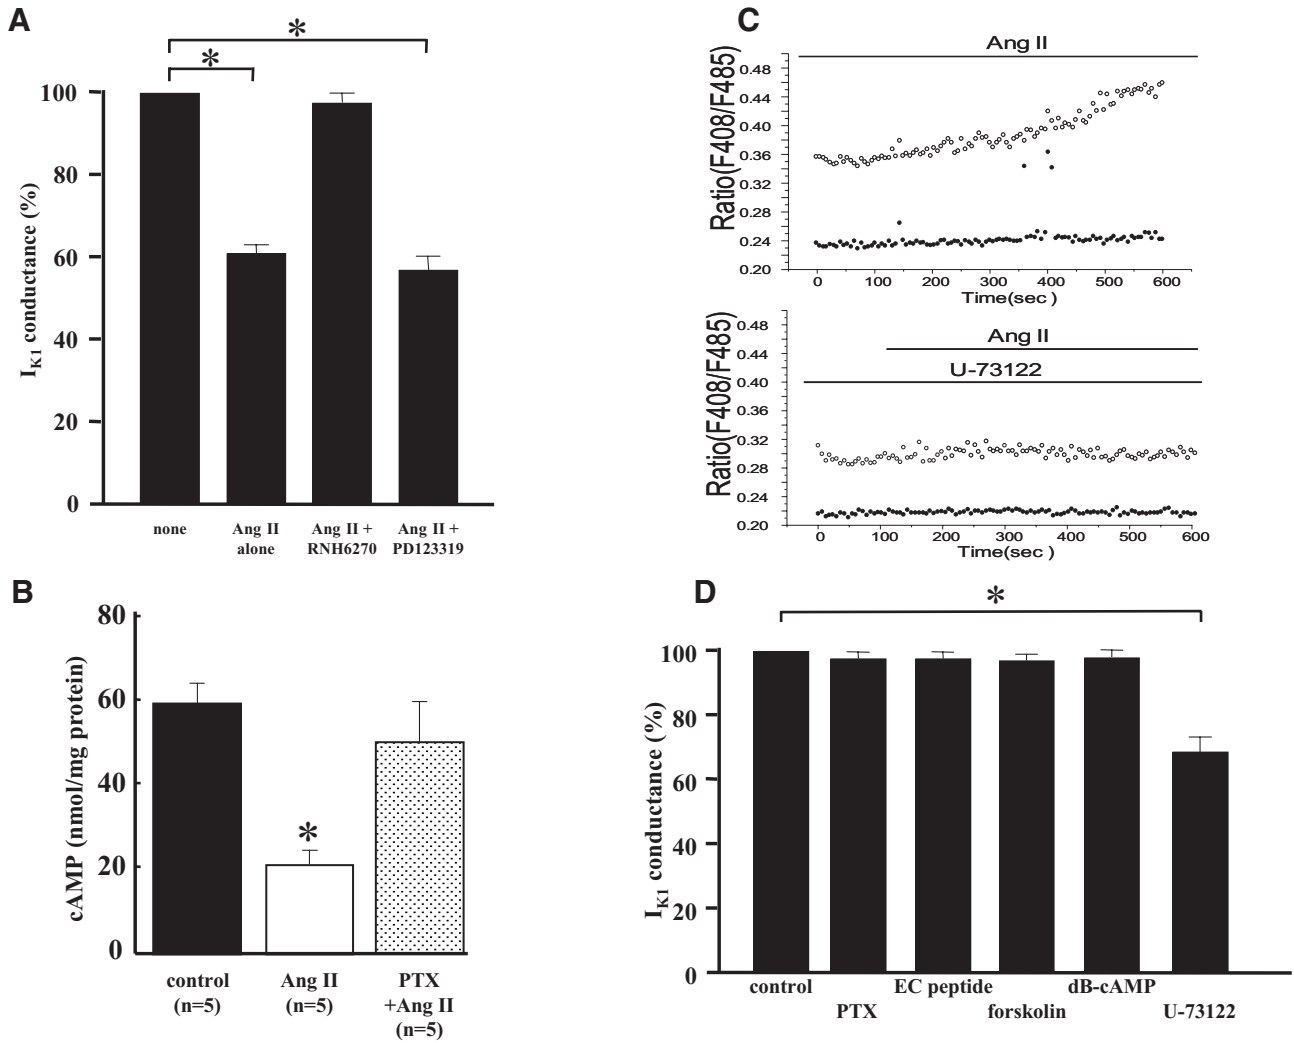 A
*
*
100
80
60
40
20
0
IK1 conductance (%)
none
Ang II
alone
Ang II +
RNH6270
Ang II +
PD123319
B
80
60
40
20
0
cAMP (nmol/mg protein)
*
control
(n=5)
Ang II
(n=5)
PTX
+Ang II
(n=5)
C
Ang II
Ratio(F408/F485)
0.48
0.44
0.40
0.36
0.32
0.28
0.24
0.20
0 100 200 300 400 500 600
Time(sec )
Ang II
U-73122
Ratio(F408/F485)
0.48
0.44
0.40
0.36
0.32
0.28
0.24
0.20
0 100 200 300 400 500 600
Time(sec )
D
*
100
80
60
40
20
0
IK1 conductance (%)
control
PTX
EC peptide
forskolin
dB-cAMP
U-73122